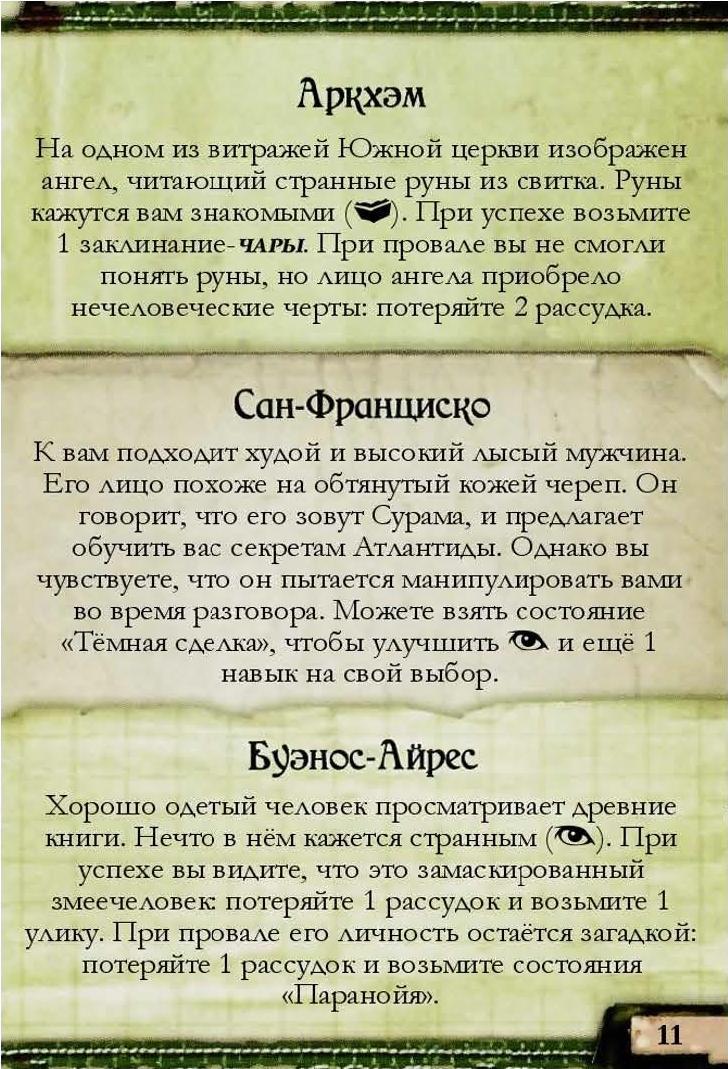 Аркхэм
На одном из витражей Южной церкви изображен
ангел, читающий странные руны из свитка. Руны
кажутся вам знакомыми (). При успехе возьмите
1 заклинание-ЧАРЫ. При провале вы не смогли
понять руны, но лицо ангела приобрело
нечеловеческие черты: потеряйте 2 рассудка.
Сан-Франциско
К вам подходит худой и высокий лысый мужчина.
Его лицо похоже на обтянутый кожей череп. Он
говорит, что его зовут Сурама, и предлагает
обучить вас секретам Атлантиды. Однако вы
чувствуете, что он пытается манипулировать вами
во время разговора. Можете взять состояние
«Тёмная сделка», чтобы улучшить и ещё 1
навык на свой выбор.
Буэнос-Айрес
Хорошо одетый человек просматривает древние
книги. Нечто в нём кажется странным (). При
успехе вы видите, что это замаскированный
змеечеловек: потеряйте 1 рассудок и возьмите 1
улику. При провале его личность остаётся загадкой:
потеряйте 1 рассудок и возьмите состояния
«Паранойя».
11